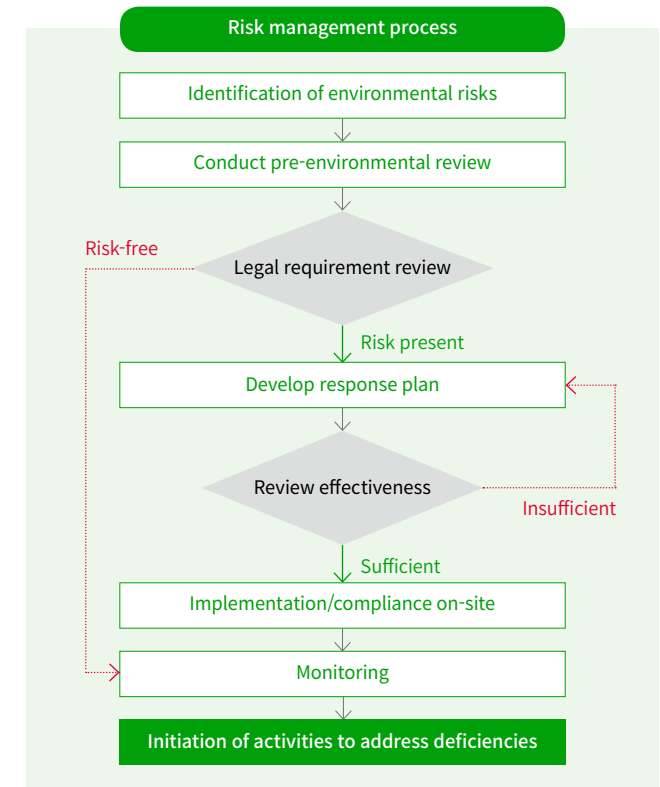 Risk management process
Identification of environmental risks
Conduct pre-environmental review
Risk-free
Legal requirement review
Risk present
Develop response plan
Review effectiveness
Insufficient
Sufficient
Implementation/compliance on-site
Monitoring
Initiation of activities to address deficiencies